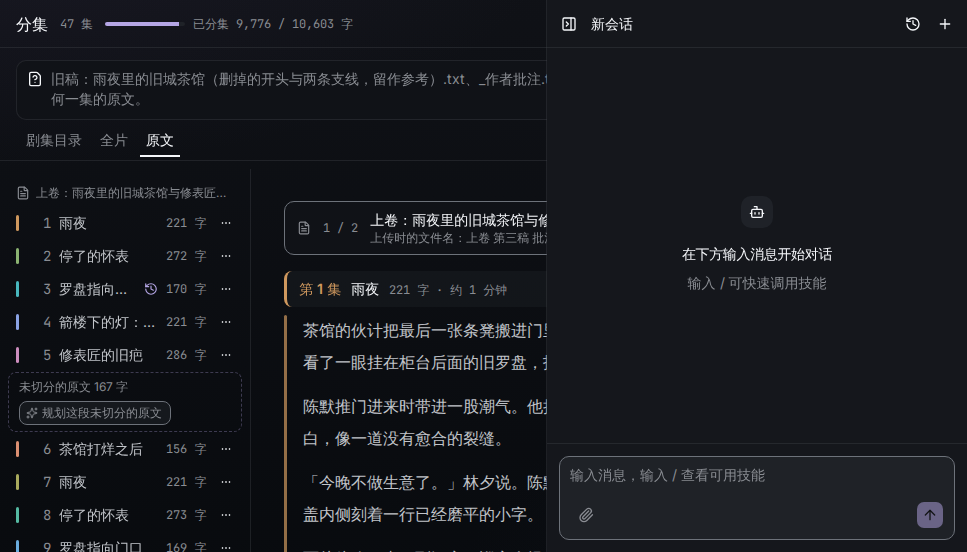 分集 47 集 已分集 9,776 / 10,603 字
旧稿：雨夜里的旧城茶馆（删掉的开头与两条支线，留作参考）.txt、_作者批注.
何一集的原文。
剧集目录 全片 原文
上卷：雨夜里的旧城茶馆与修表匠...
1 雨夜 221 字 ...
2 停了的怀表 272 字 ...
3 罗盘指向... 170 字 ...
4 箭楼下的灯：... 221 字 ...
5 修表匠的旧疤 286 字 ...
未切分的原文 167 字
规划这段未切分的原文
6 茶馆打烊之后 156 字 ...
7 雨夜 221 字 ...
8 停了的怀表 273 字 ...
9 罗盘指向门口 169 字 ...
1 / 2 上卷：雨夜里的旧城茶馆与
上传时的文件名：上卷 第三稿 批
第 1 集 雨夜 221 字 · 约 1 分钟
茶馆的伙计把最后一张条凳搬进门
看了一眼挂在柜台后面的旧罗盘，
陈默推门进来时带进一股潮气。他
白，像一道没有愈合的裂缝。
「今晚不做生意了。」林夕说。陈
盖内侧刻着一行已经磨平的小字。
新会话
在下方输入消息开始对话
输入 / 可快速调用技能
输入消息，输入 / 查看可用技能